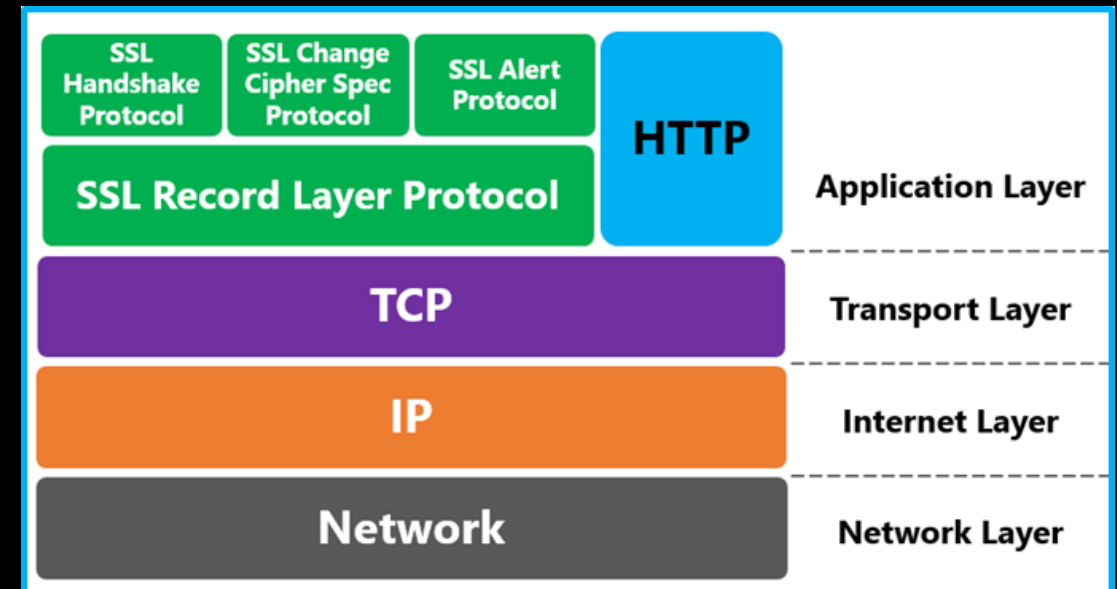 SSL
Handshake
Protocol
SSL Change
Cipher Spec
Protocol
SSL Alert
Protocol
HTTP
SSL Record Layer Protocol
Application Layer
TCP
Transport Layer
IP
Internet Layer
Network
Network Layer